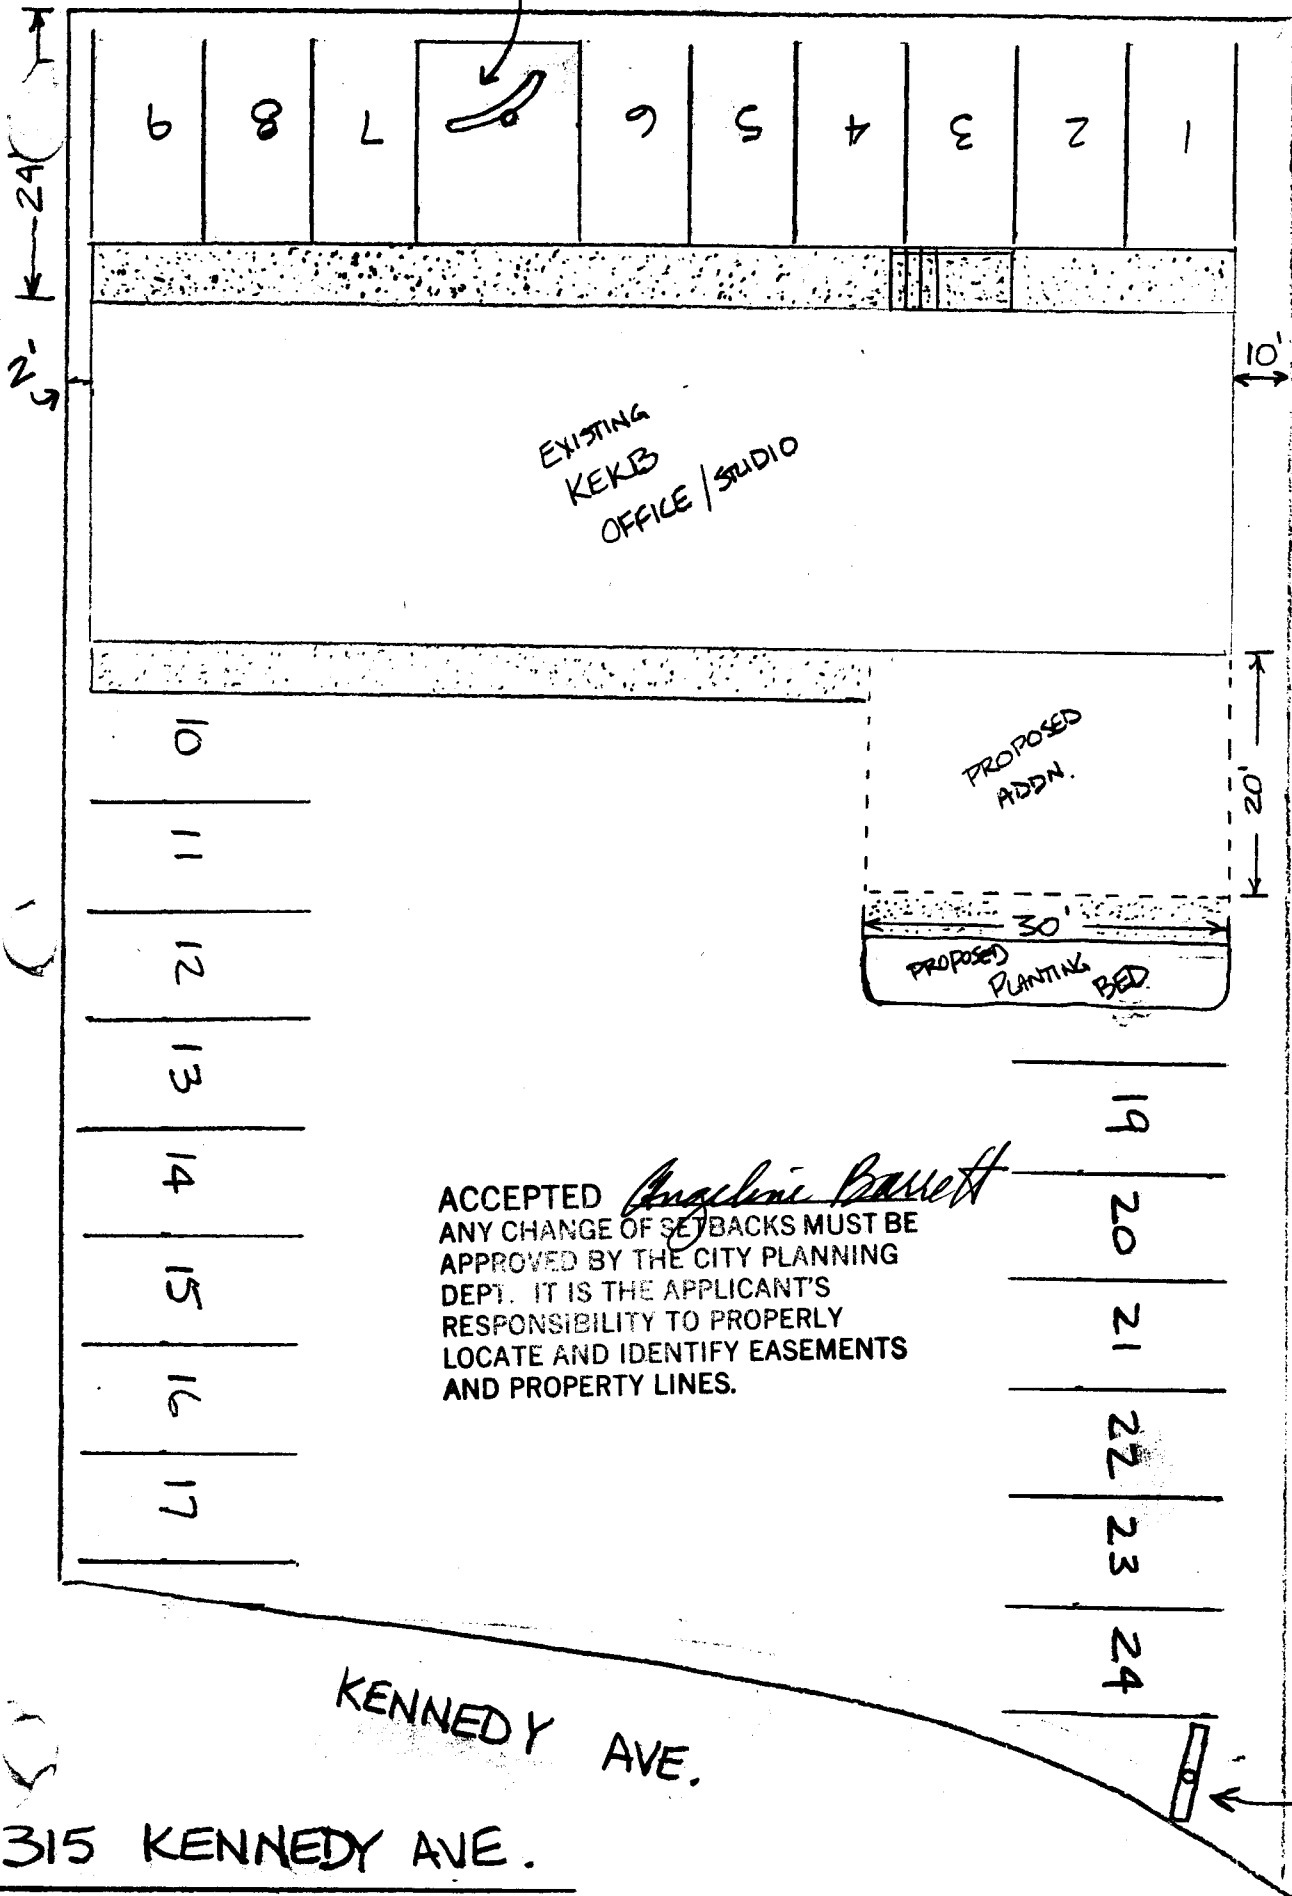 9 8 7 6 5 4 3 2 1
24'
2'
10'
EXISTING
KEKB
OFFICE / STUDIO
10
11
12
13
14
15
16
17
PROPOSED
ADDN.
20'
30'
PROPOSED PLANTING BED
19
20
21
22
23
24
ACCEPTED Angeline Barrett
ANY CHANGE OF SETBACKS MUST BE
APPROVED BY THE CITY PLANNING
DEPT. IT IS THE APPLICANT'S
RESPONSIBILITY TO PROPERLY
LOCATE AND IDENTIFY EASEMENTS
AND PROPERTY LINES.
KENNEDY AVE.
315 KENNEDY AVE.